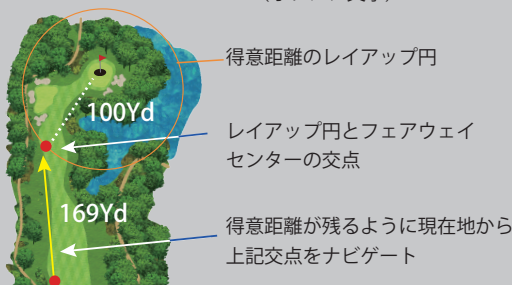 得意距離のレイアップ円
100Yd
レイアップ円とフェアウェイ
センターの交点
169Yd
得意距離が残るように現在地から
上記交点をナビゲート